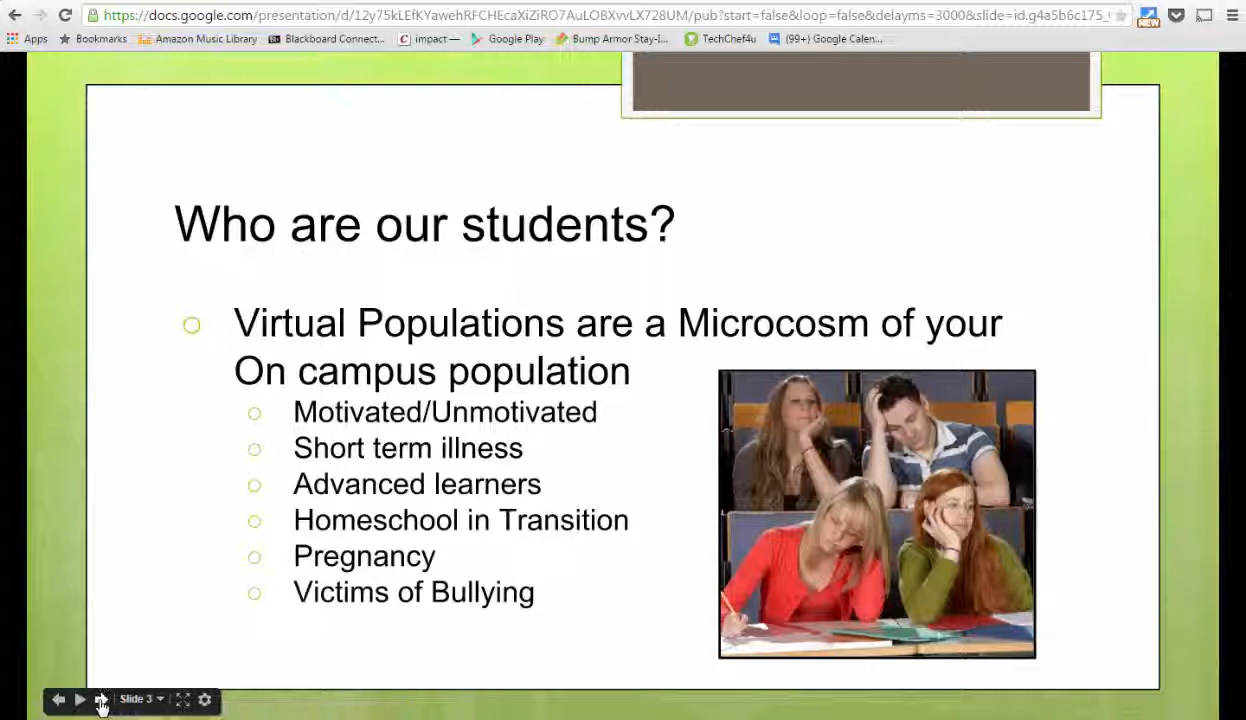 https://docs.google.com/presentation/d/12y75kLEfKYawehRFCHEcaXiZiRO7AuLOBXvvLX728UM/pub?start=false&loop=false&delayms=3000&slide=id.g4a5b6c175_
NEW
Apps Bookmarks Amazon Music Library Blackboard Connect... impact — Google Play Bump Armor Stay-I... TechChef4u (99+) Google Calen...
Who are our students?
Virtual Populations are a Microcosm of your
On campus population
Motivated/Unmotivated
Short term illness
Advanced learners
Homeschool in Transition
Pregnancy
Victims of Bullying
Slide 3